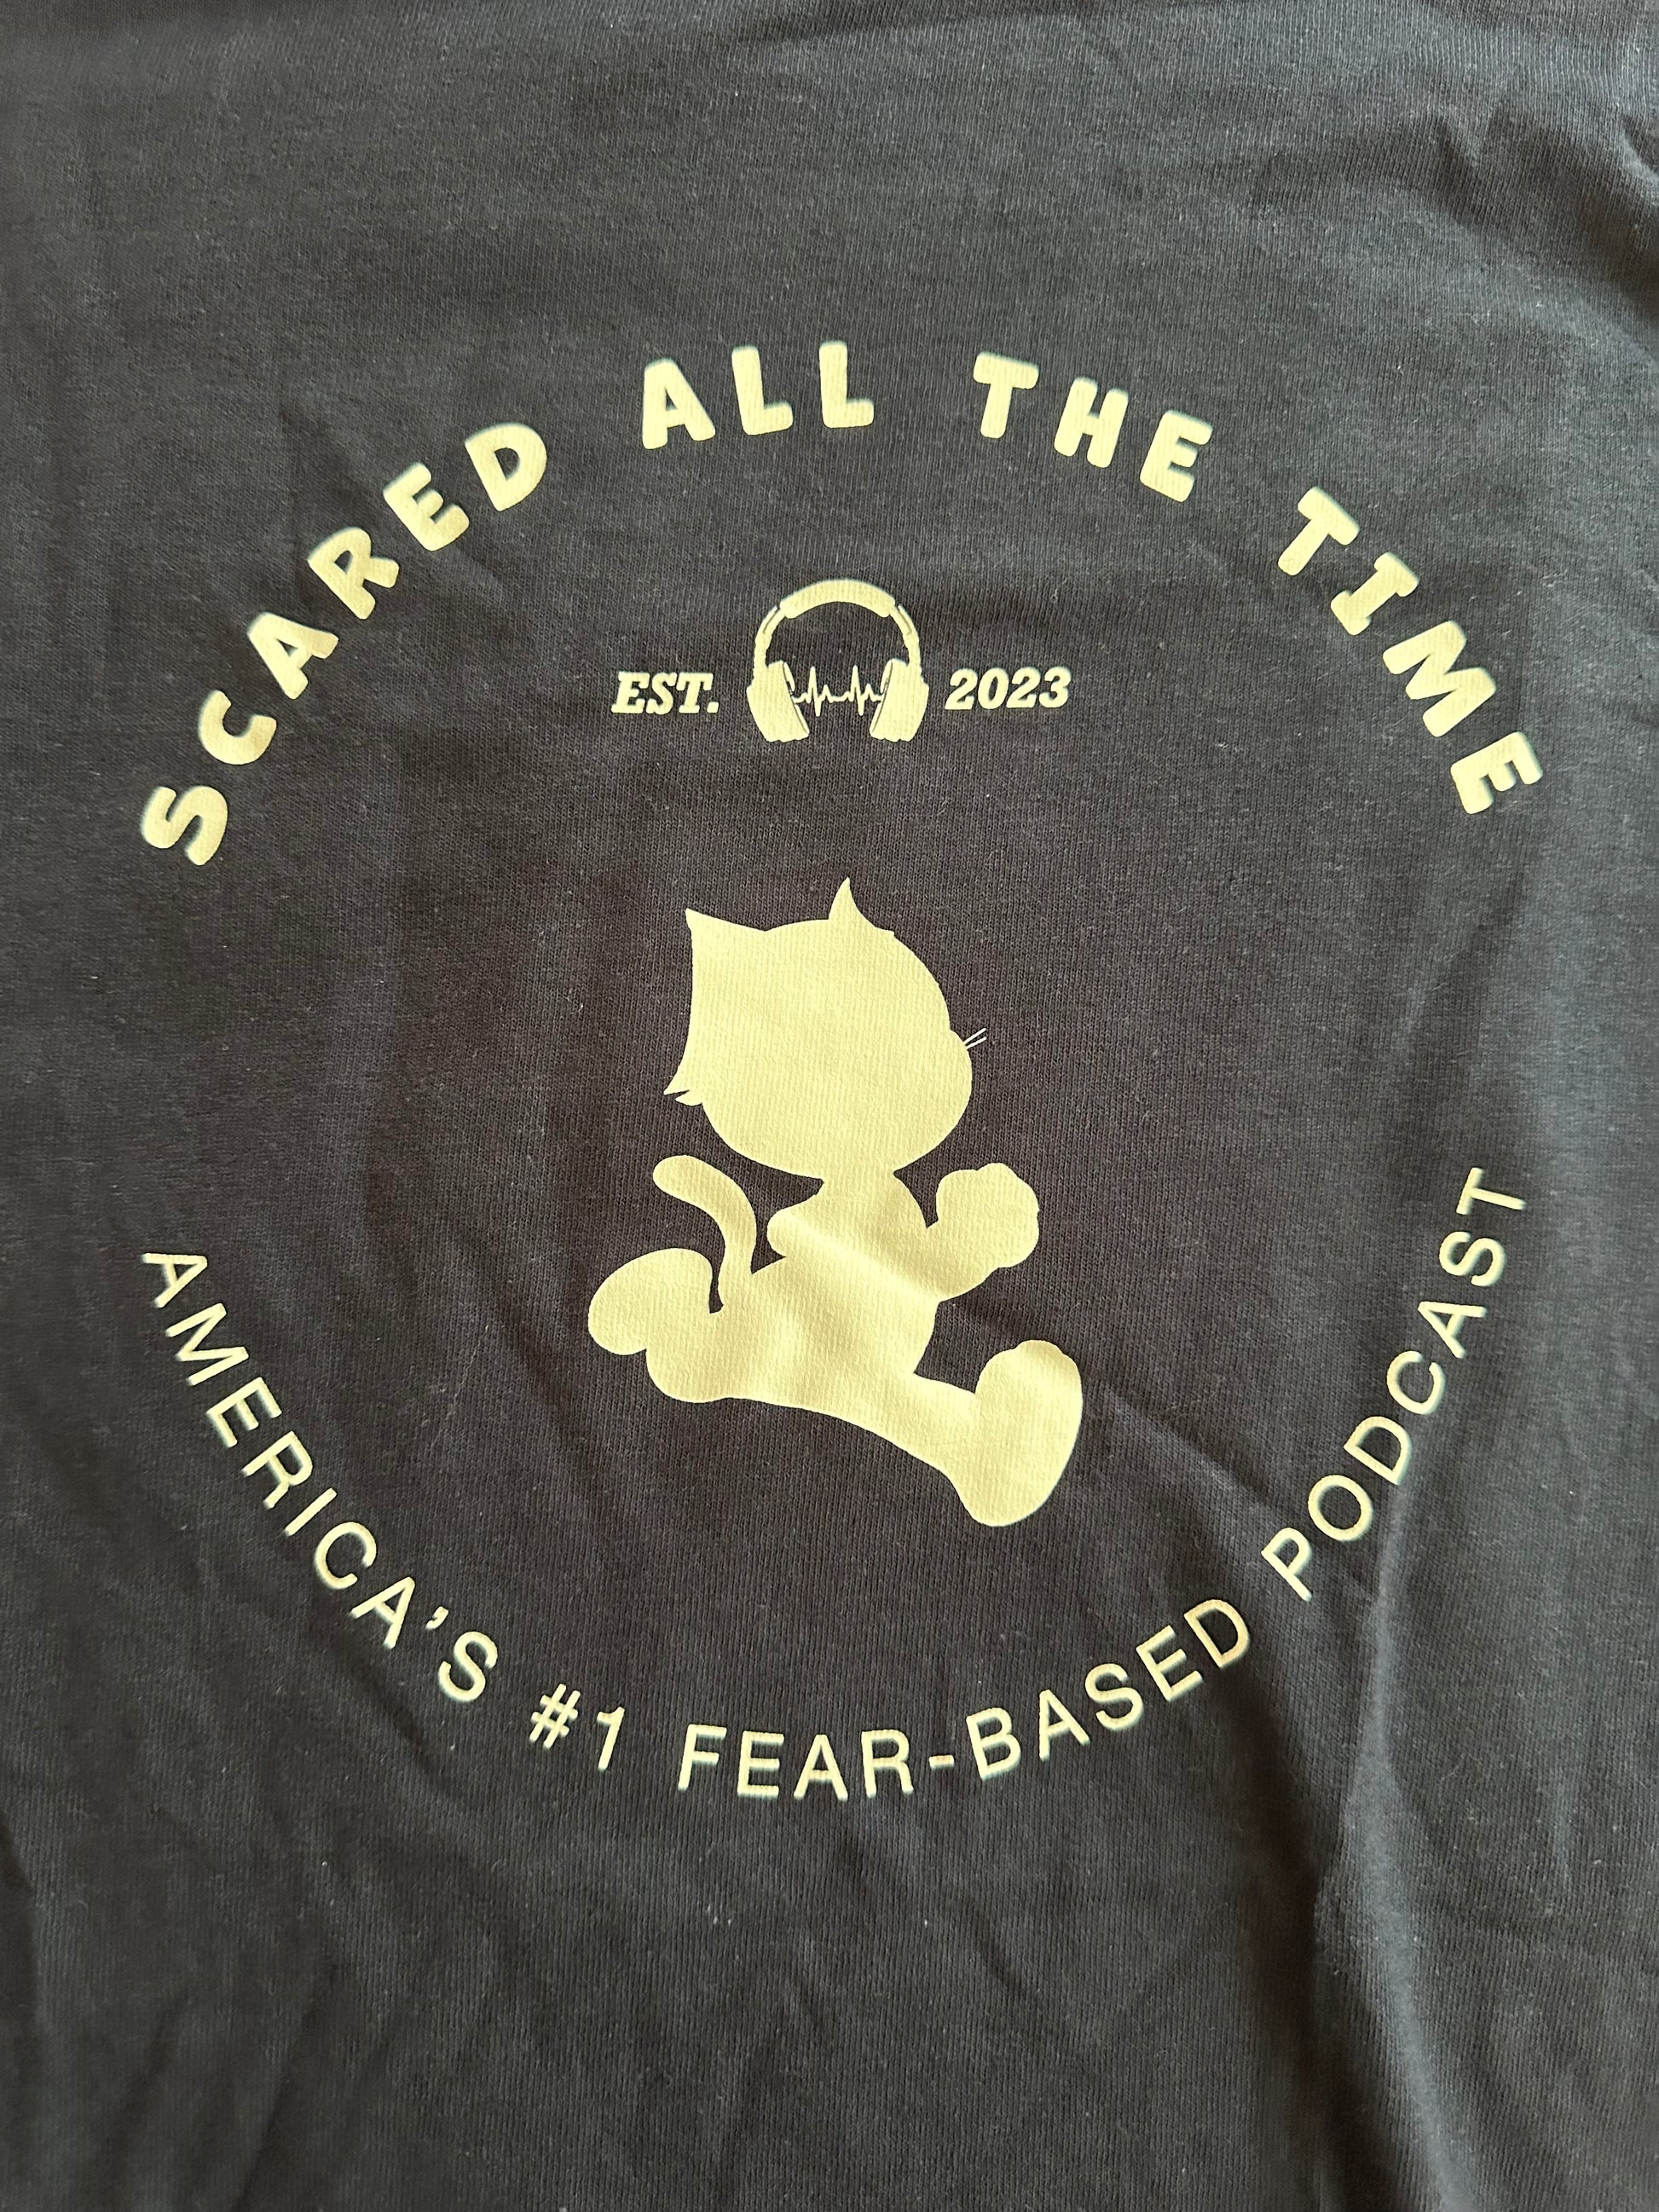 SCARED ALL THE TIME
EST. 2023
AMERICA'S #1 FEAR-BASED PODCAST